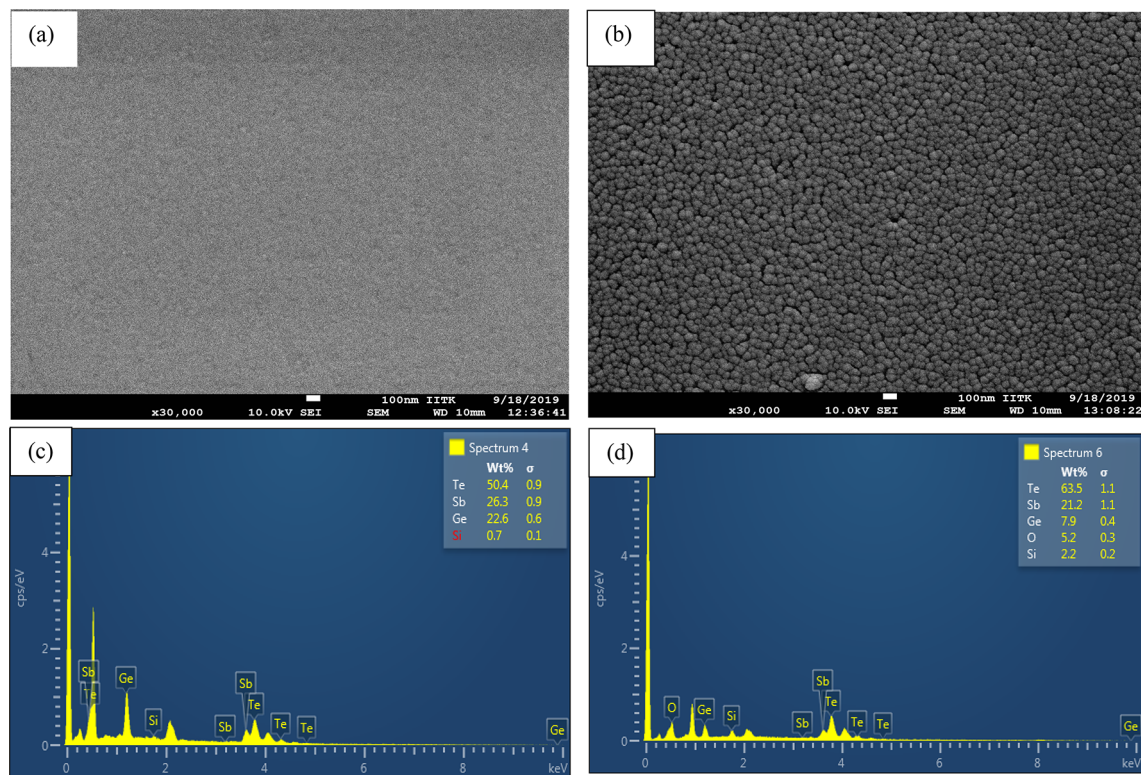 (a)
(b)
100nm IITK 9/18/2019
x30,000 10.0kV SEI SEM WD 10mm 12:36:41
100nm IITK 9/18/2019
x30,000 10.0kV SEI SEM WD 10mm 13:08:22
(c)
Spectrum 4
Wt% σ
Te 50.4 0.9
Sb 26.3 0.9
Ge 22.6 0.6
Si 0.7 0.1
4
cps/eV
2
Sb
Te
Ge
Si
Sb
Sb
Te
Te
Te
Ge
0
0 2 4 6 8 keV
(d)
Spectrum 6
Wt% σ
Te 63.5 1.1
Sb 21.2 1.1
Ge 7.9 0.4
O 5.2 0.3
Si 2.2 0.2
4
cps/eV
2
O
Ge
Si
Sb
Sb
Te
Te
Te
Ge
0
0 2 4 6 8 keV